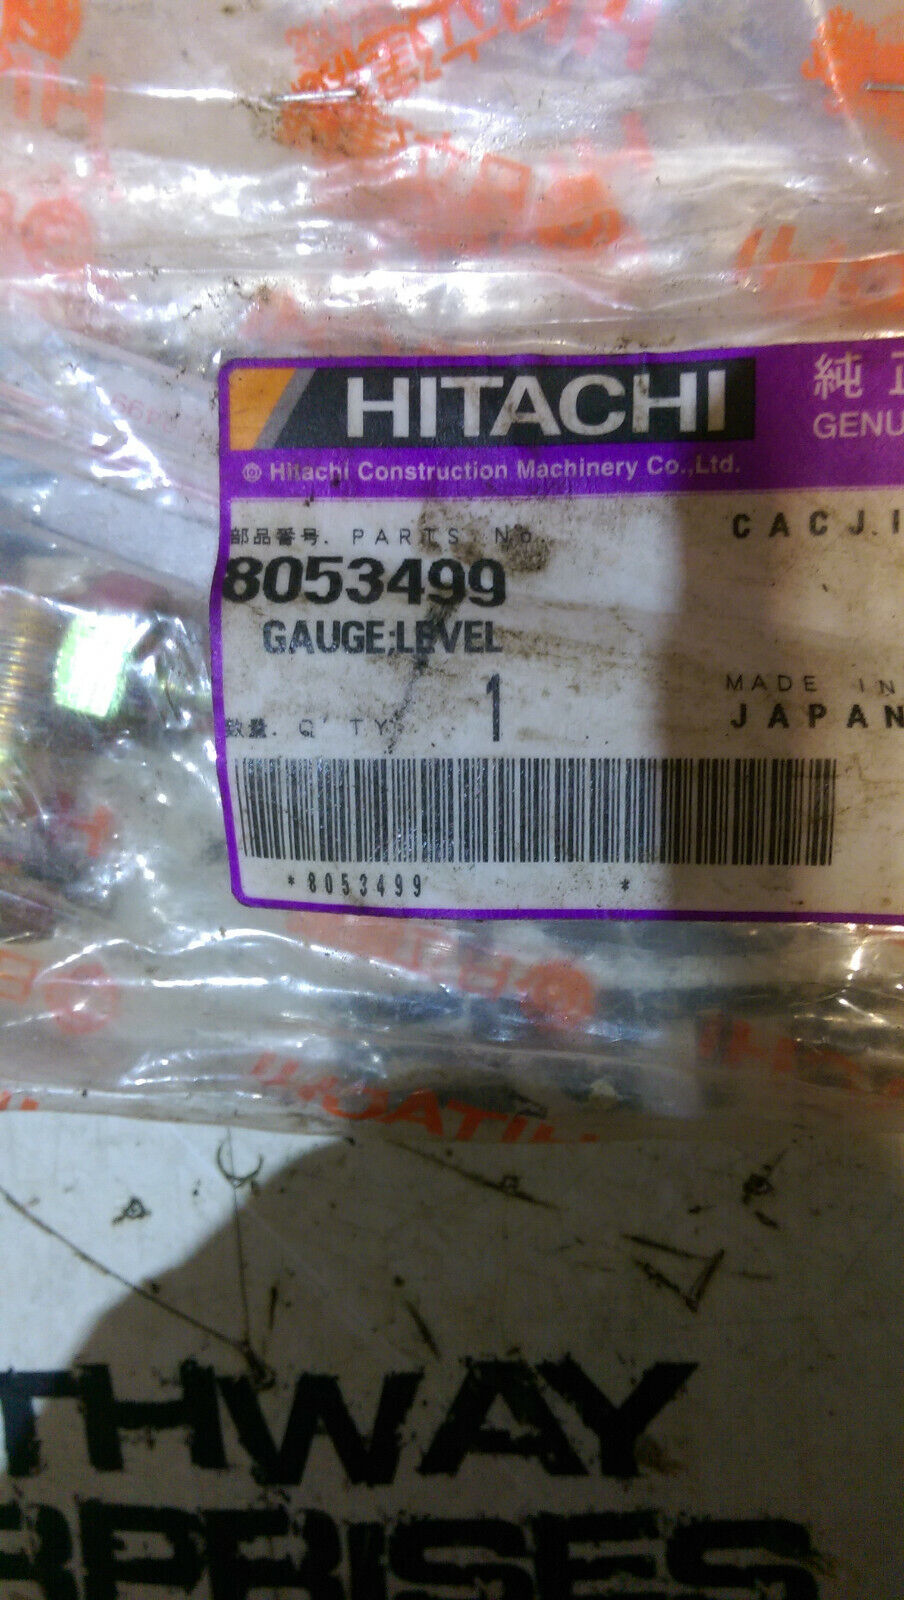 HITACHI
純正
GENU
© Hitachi Construction Machinery Co.,Ltd.
部品番号. PARTS No.
CACJI
8053499
GAUGE;LEVEL
MADE IN
JAPAN
数量. Q'TY 1
*8053499 *
THWAY
RPRISES